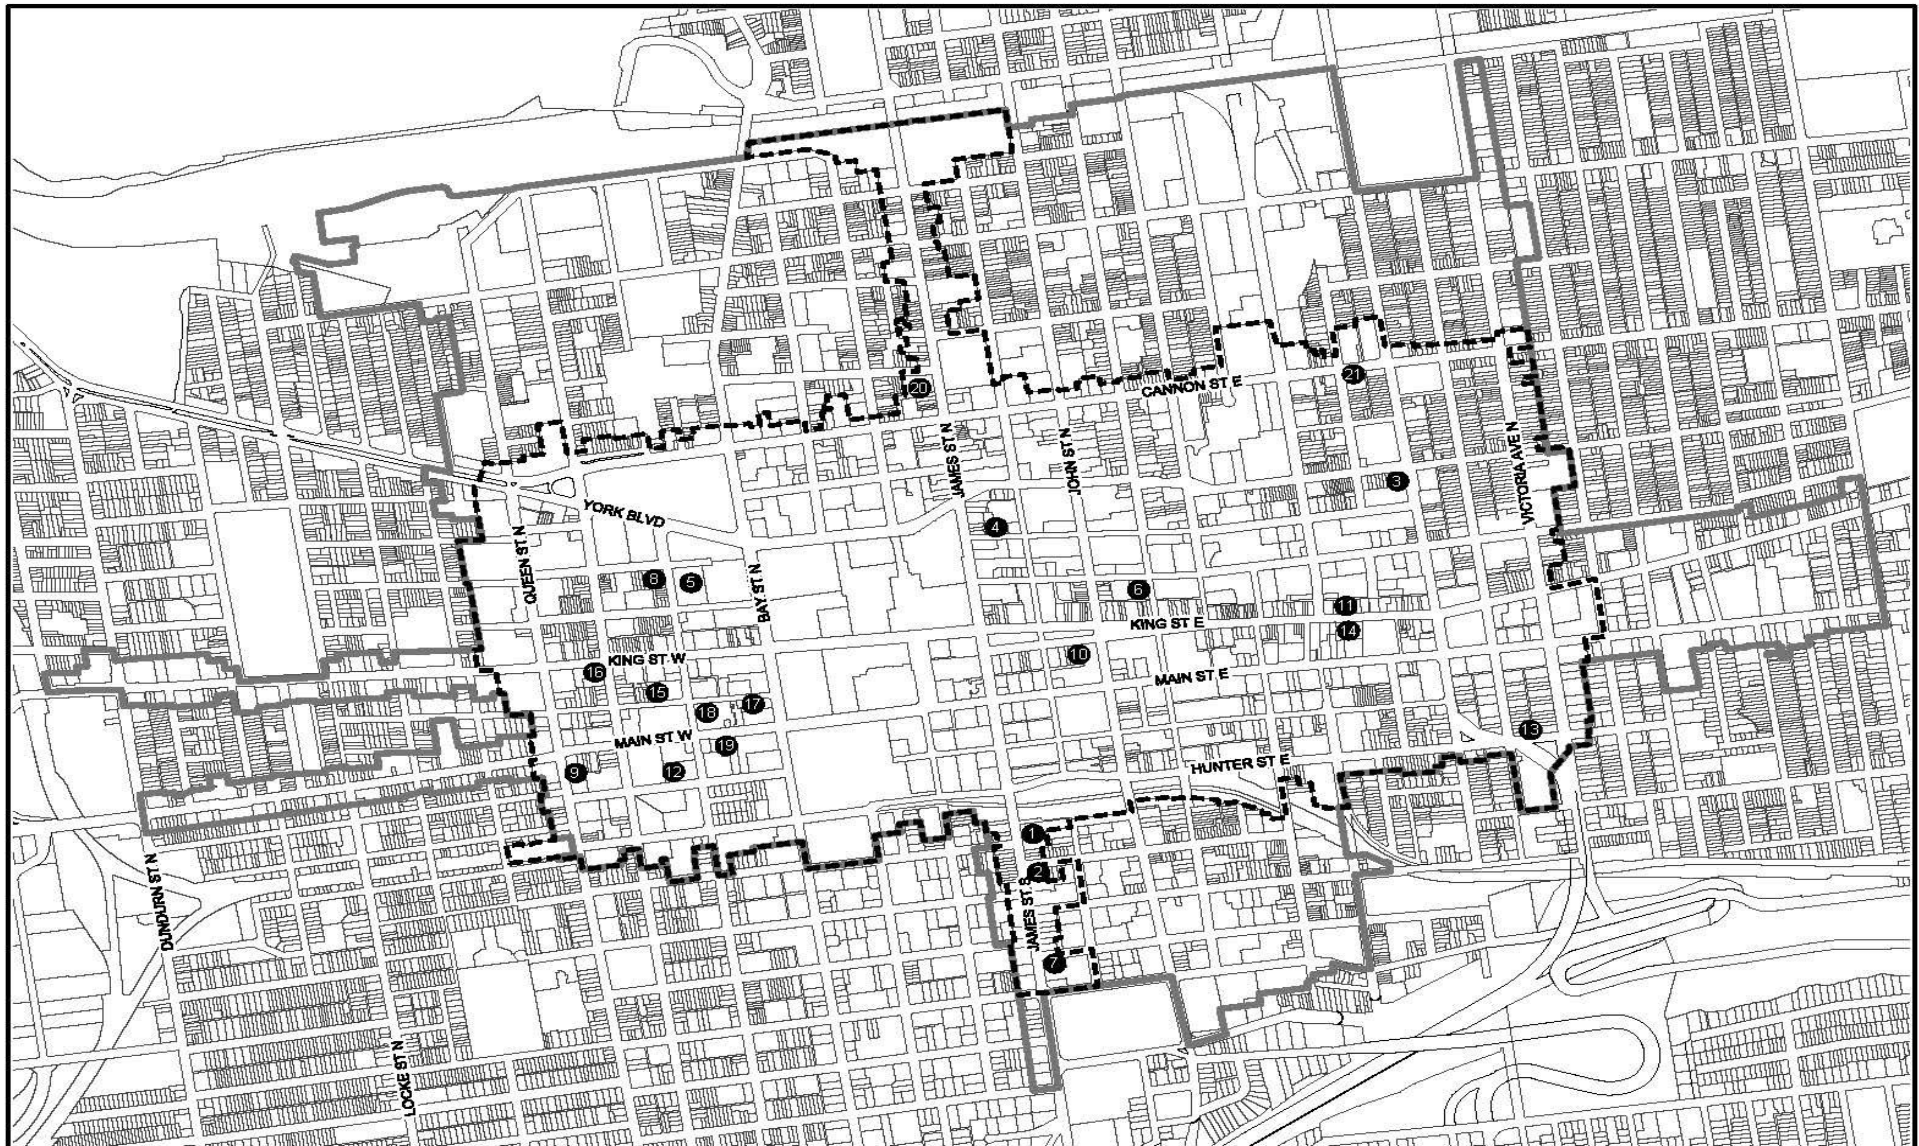 20
CANNON ST E
21
JAMES ST N
JOHN ST N
VICTORIA AVE N
3
YORK BLVD
4
QUEEN ST N
8
5
BAY ST N
6
11
KING ST E
14
KING ST W
16
10
MAIN ST E
15
18
17
13
MAIN ST W
19
9
12
HUNTER ST E
1
2
DUNDURN ST N
JAMES ST S
7
LOCKE ST N